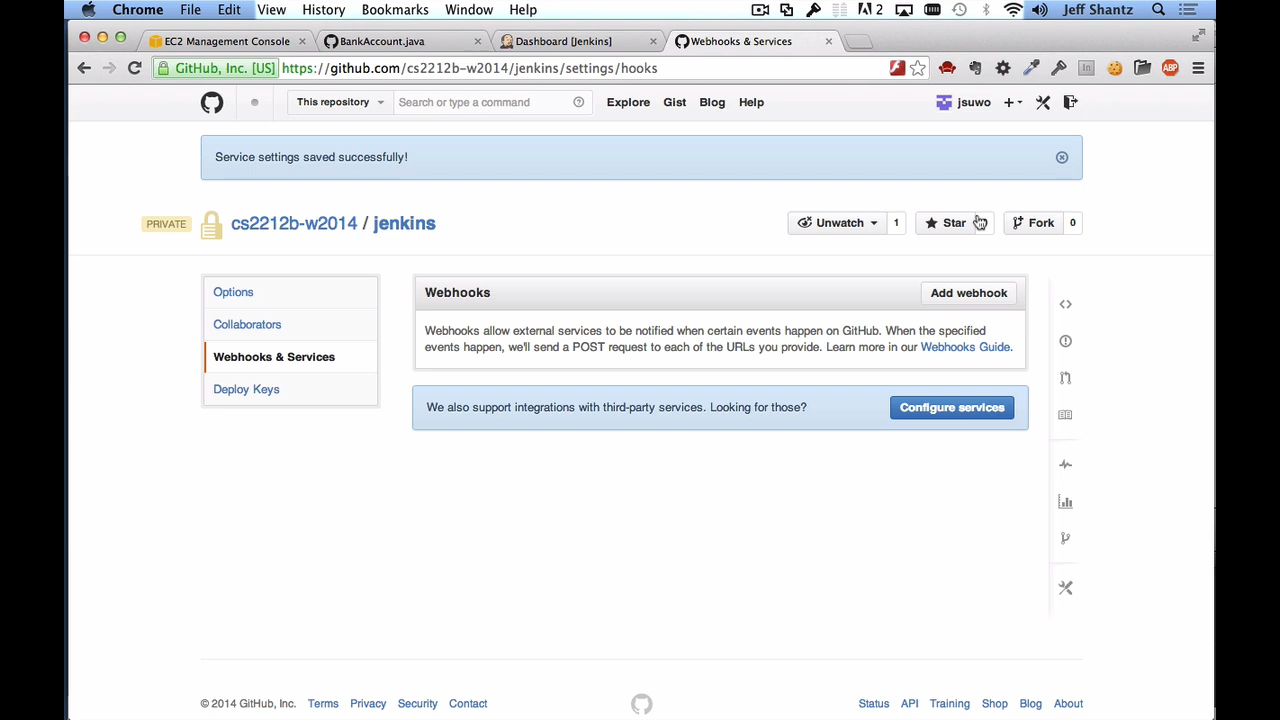 Chrome File Edit View History Bookmarks Window Help 2 Jeff Shantz
EC2 Management Console BankAccount.java Dashboard [Jenkins] Webhooks & Services
GitHub, Inc. [US] https://github.com/cs2212b-w2014/jenkins/settings/hooks ABP
This repository Search or type a command Explore Gist Blog Help jsuwo
Service settings saved successfully!
PRIVATE cs2212b-w2014 / jenkins Unwatch 1 Star Fork 0
Options
Collaborators
Webhooks & Services
Deploy Keys
Webhooks Add webhook
Webhooks allow external services to be notified when certain events happen on GitHub. When the specified
events happen, we'll send a POST request to each of the URLs you provide. Learn more in our Webhooks Guide.
We also support integrations with third-party services. Looking for those? Configure services
© 2014 GitHub, Inc. Terms Privacy Security Contact Status API Training Shop Blog About